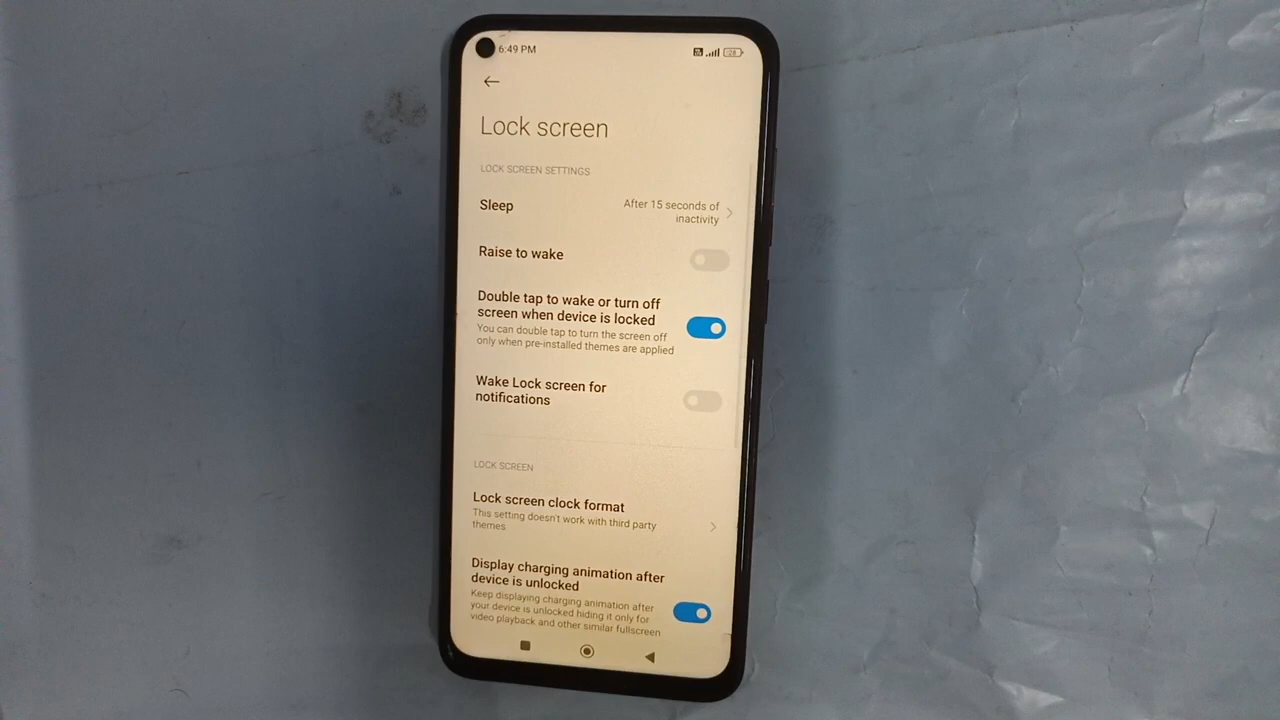 6:49 PM
28
Lock screen
LOCK SCREEN SETTINGS
Sleep
After 15 seconds of
inactivity
Raise to wake
Double tap to wake or turn off
screen when device is locked
You can double tap to turn the screen off
only when pre-installed themes are applied
Wake Lock screen for
notifications
LOCK SCREEN
Lock screen clock format
This setting doesn't work with third party
themes
Display charging animation after
device is unlocked
Keep displaying charging animation after
your device is unlocked hiding it only for
video playback and other similar fullscreen